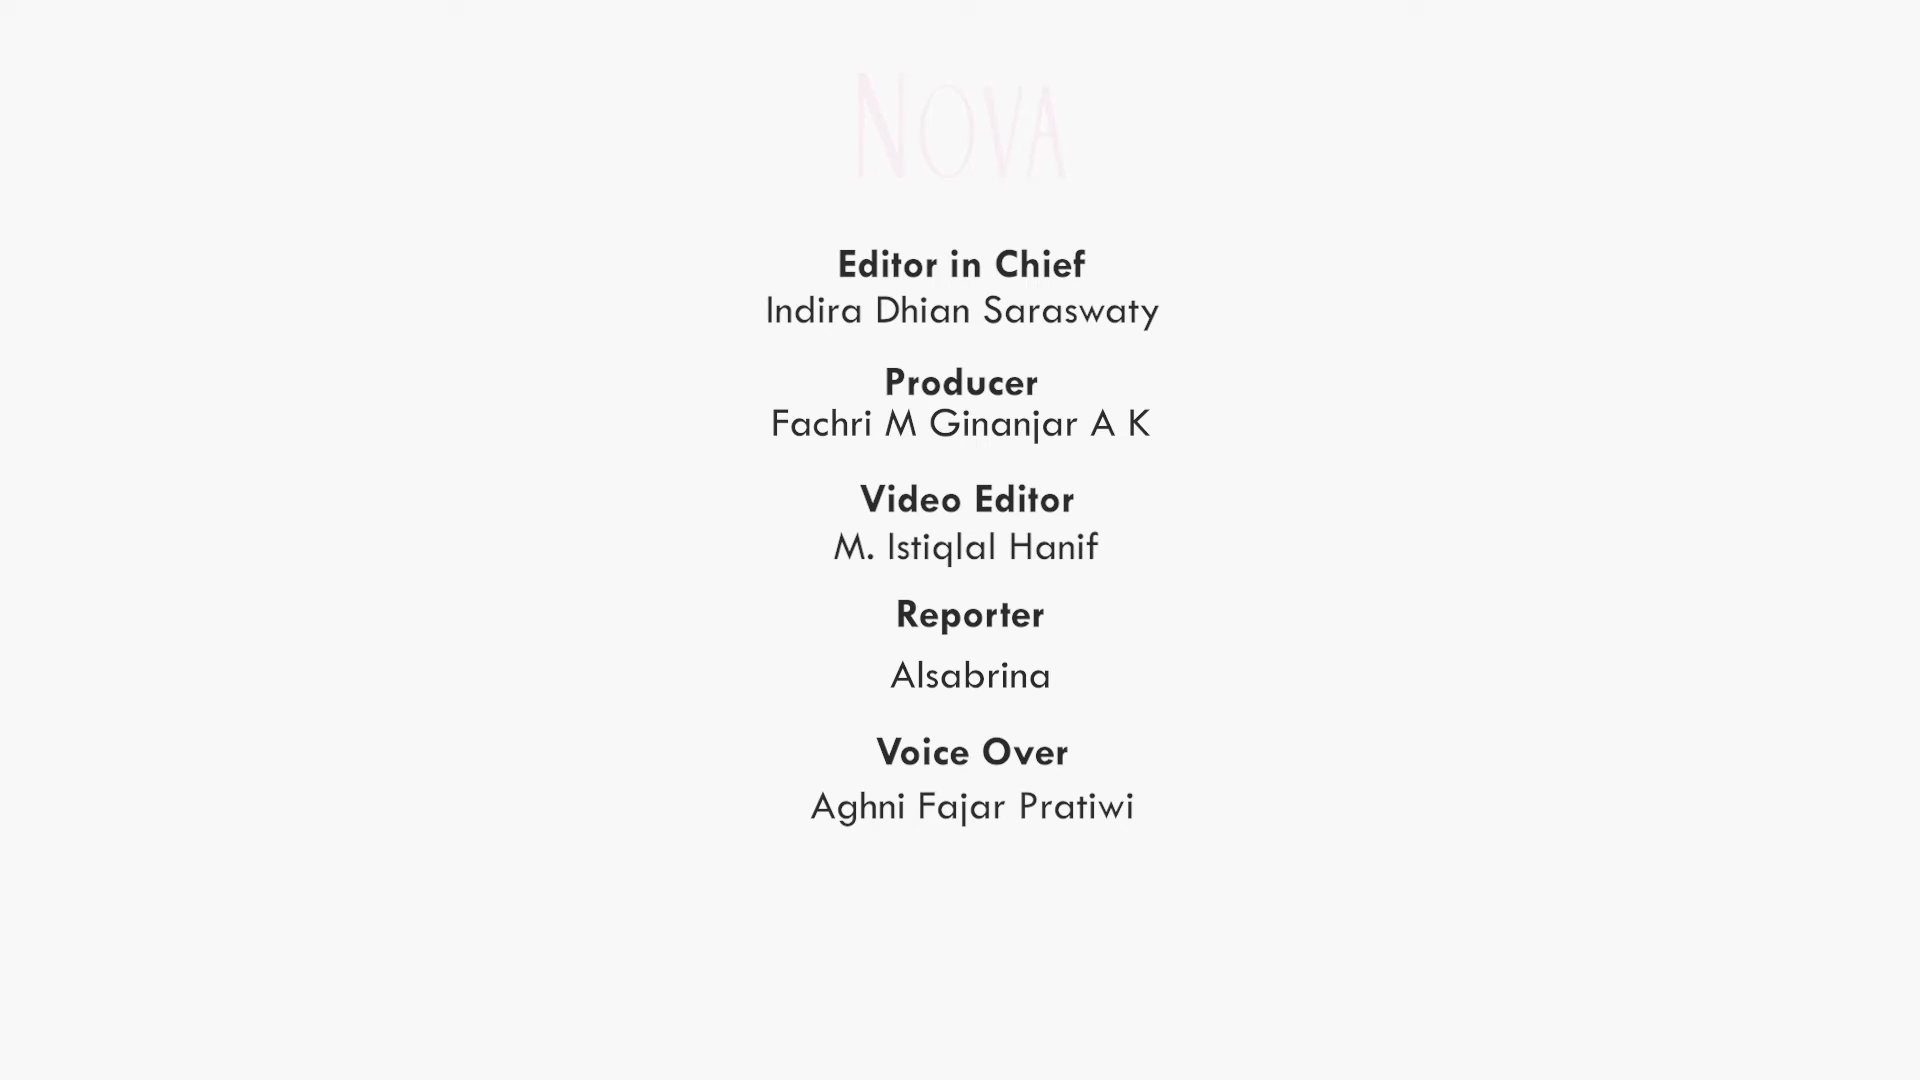 NOVA
Editor in Chief
Indira Dhian Saraswaty
Producer
Fachri M Ginanjar A K
Video Editor
M. Istiqlal Hanif
Reporter
Alsabrina
Voice Over
Aghni Fajar Pratiwi